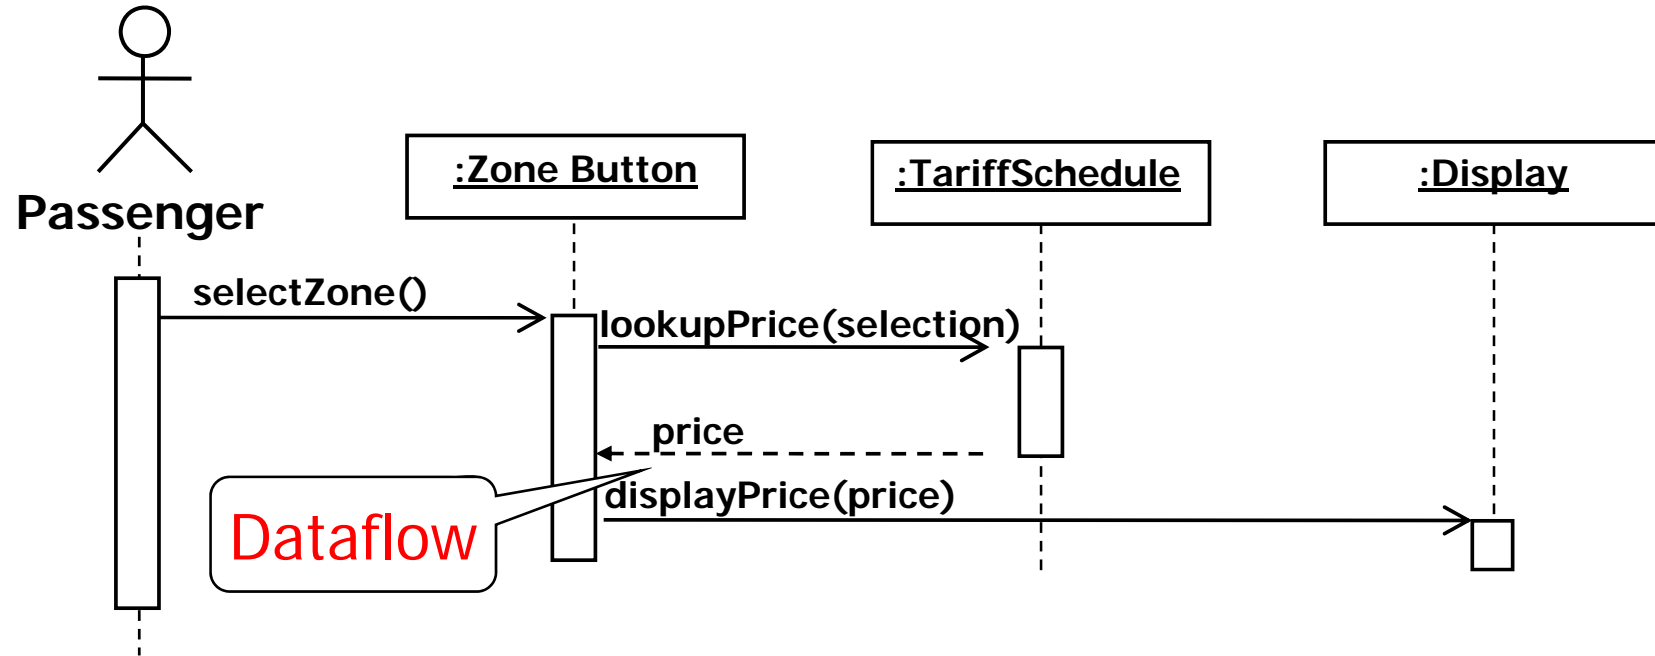 Passenger
:Zone Button
:TariffSchedule
:Display
selectZone()
lookupPrice(selection)
price
Dataflow
displayPrice(price)